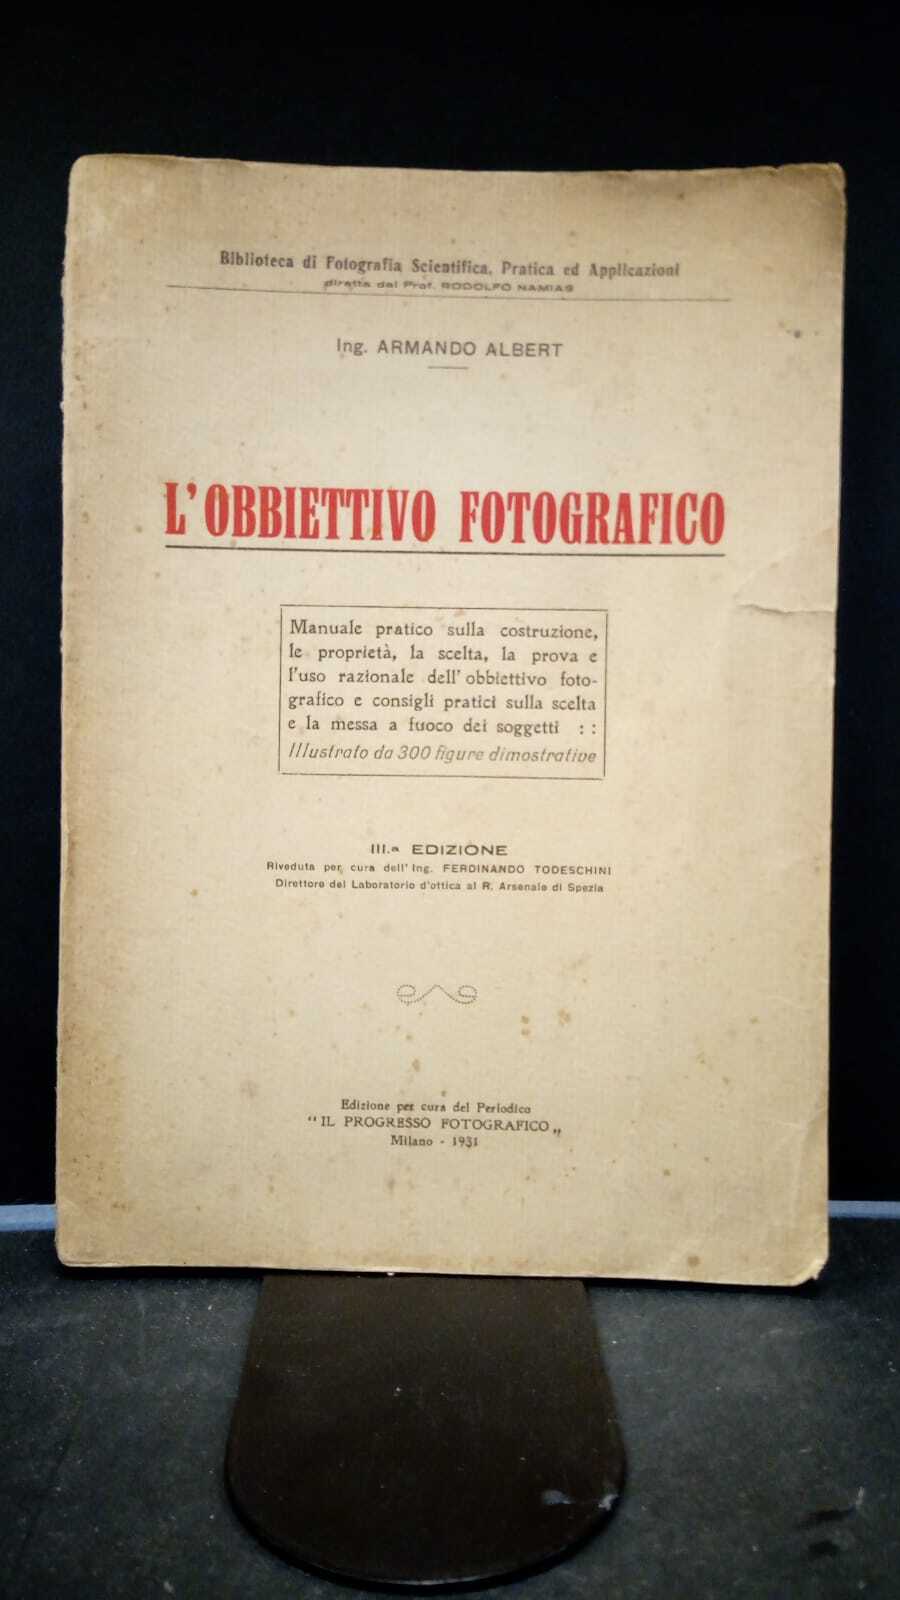 Biblioteca di Fotografia Scientifica, Pratica ed Applicazioni
diretta dal Prof. RODOLFO NAMIAS
Ing. ARMANDO ALBERT
L'OBBIETTIVO FOTOGRAFICO
Manuale pratico sulla costruzione,
le proprietà, la scelta, la prova e
l'uso razionale dell'obbiettivo foto-
grafico e consigli pratici sulla scelta
e la messa a fuoco dei soggetti : :
Illustrato da 300 figure dimostrative
III.a EDIZIONE
Riveduta per cura dell'Ing. FERDINANDO TODESCHINI
Direttore del Laboratorio d'ottica al R. Arsenale di Spezia
Edizione per cura del Periodico
"IL PROGRESSO FOTOGRAFICO„
Milano - 1931